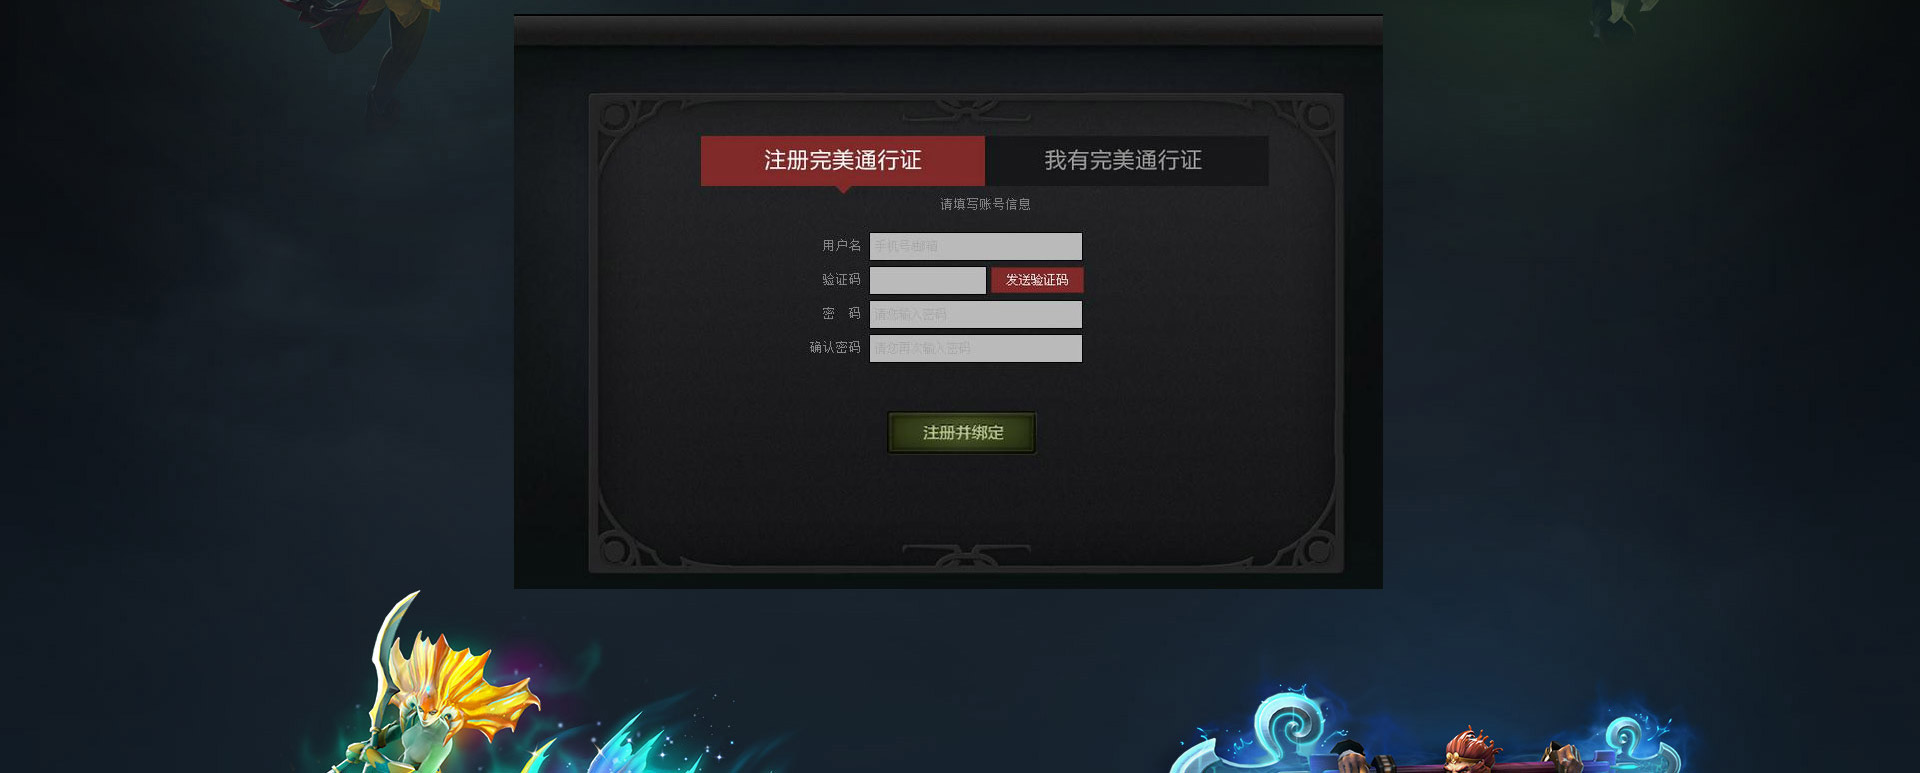 注册完美通行证 我有完美通行证
请填写账号信息
用户名 手机号/邮箱
验证码 发送验证码
密 码 请您输入密码
确认密码 请您再次输入密码
注册并绑定